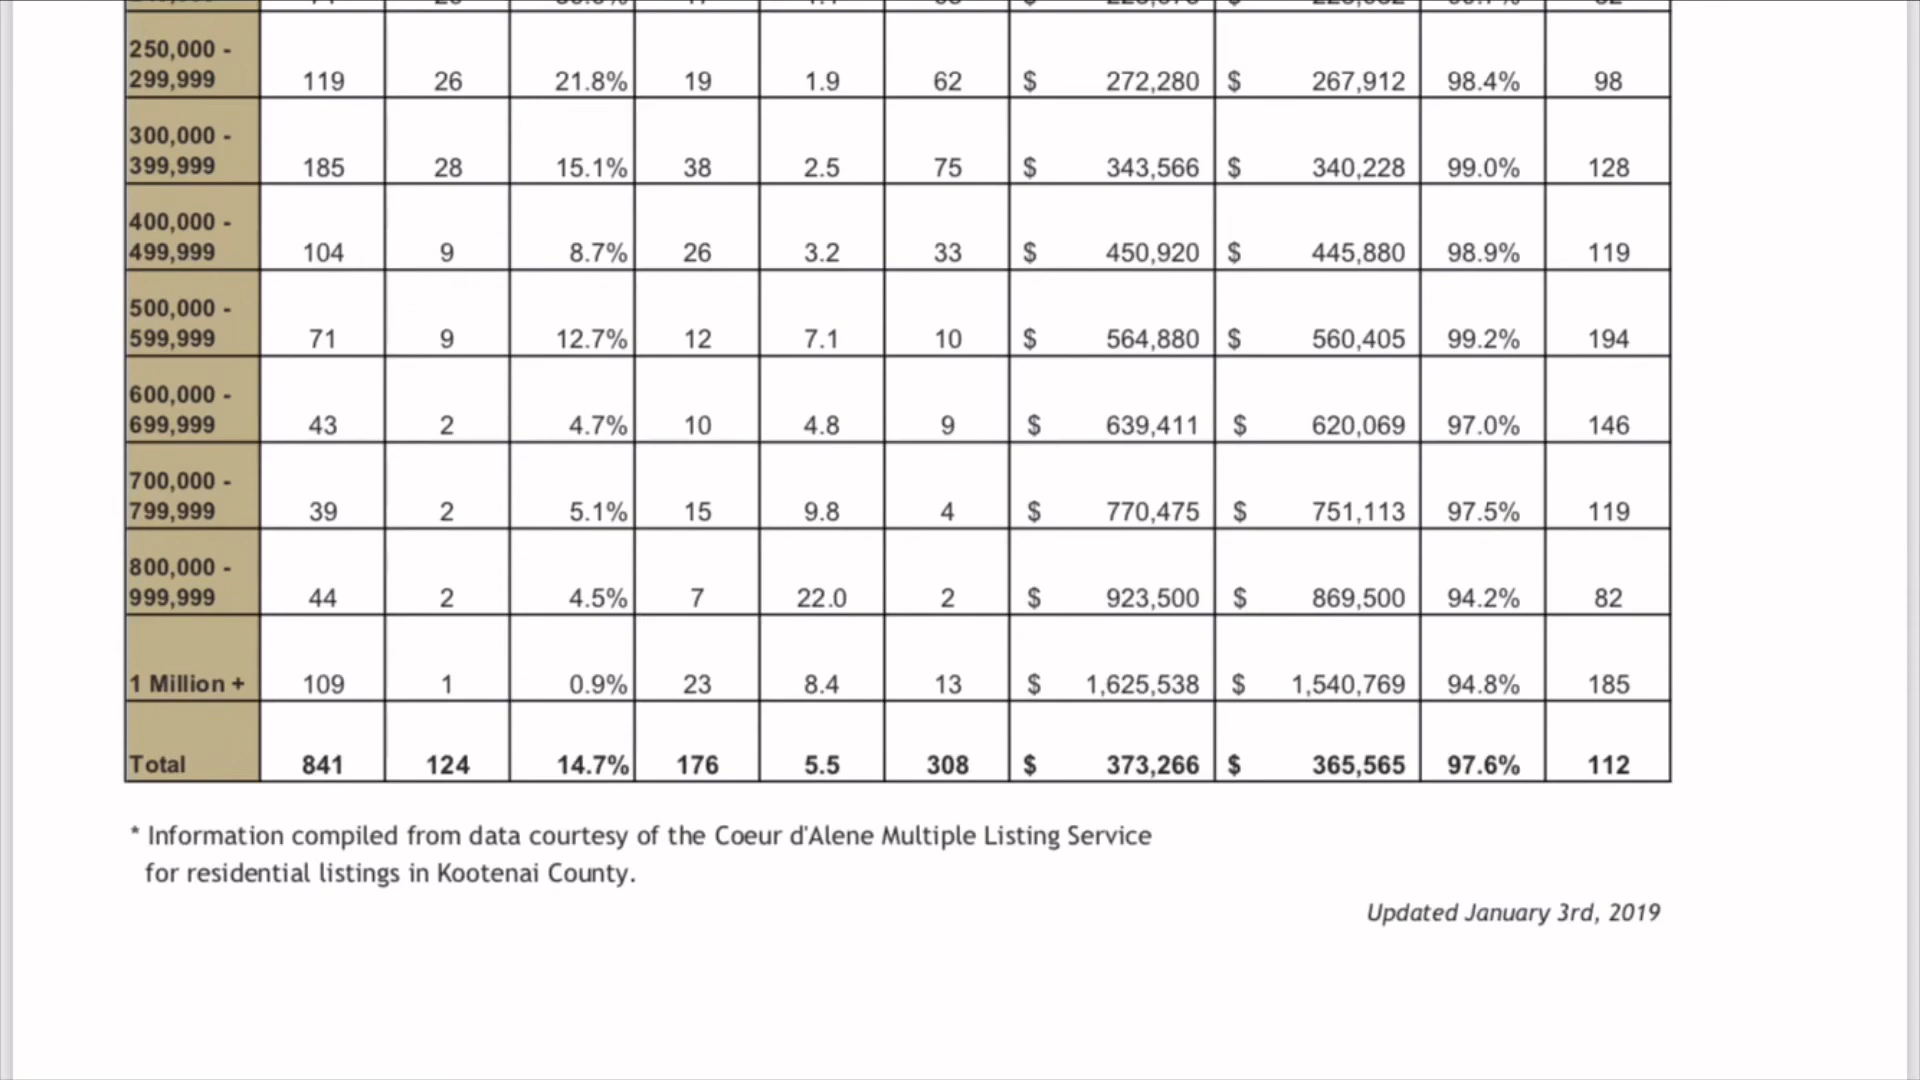 250,000 -
299,999 119 26 21.8% 19 1.9 62 $ 272,280 $ 267,912 98.4% 98
300,000 -
399,999 185 28 15.1% 38 2.5 75 $ 343,566 $ 340,228 99.0% 128
400,000 -
499,999 104 9 8.7% 26 3.2 33 $ 450,920 $ 445,880 98.9% 119
500,000 -
599,999 71 9 12.7% 12 7.1 10 $ 564,880 $ 560,405 99.2% 194
600,000 -
699,999 43 2 4.7% 10 4.8 9 $ 639,411 $ 620,069 97.0% 146
700,000 -
799,999 39 2 5.1% 15 9.8 4 $ 770,475 $ 751,113 97.5% 119
800,000 -
999,999 44 2 4.5% 7 22.0 2 $ 923,500 $ 869,500 94.2% 82
1 Million + 109 1 0.9% 23 8.4 13 $ 1,625,538 $ 1,540,769 94.8% 185
Total 841 124 14.7% 176 5.5 308 $ 373,266 $ 365,565 97.6% 112
* Information compiled from data courtesy of the Coeur d'Alene Multiple Listing Service
for residential listings in Kootenai County.
Updated January 3rd, 2019